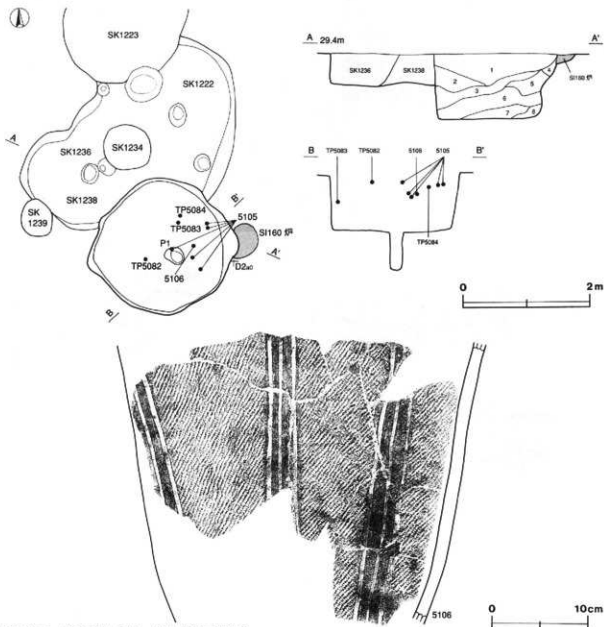 SK1223
SK1222
A
SK1236
SK1234
SK1238
SK
1239
B'
TP5084
5105
TP5083
SI160 炉
P1
A'
TP5082
D2a0
5106
B
A 29.4m
A'
SK1236
SK1238
1
2
3
4
5
6
7
8
SI160 炉
B
TP5083
TP5082
5106
5105
B'
TP5084
0
2m
5106
0
10cm